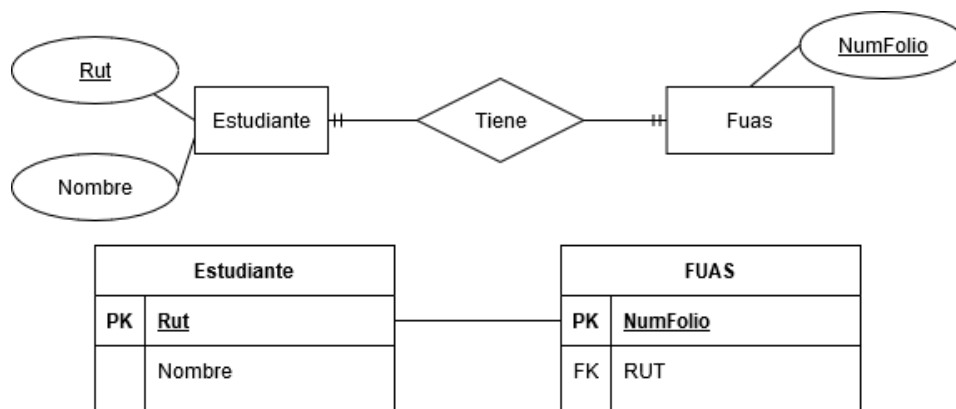 NumFolio
Rut
Estudiante
Tiene
Fuas
Nombre
Estudiante
PK Rut
Nombre
FUAS
PK NumFolio
FK RUT